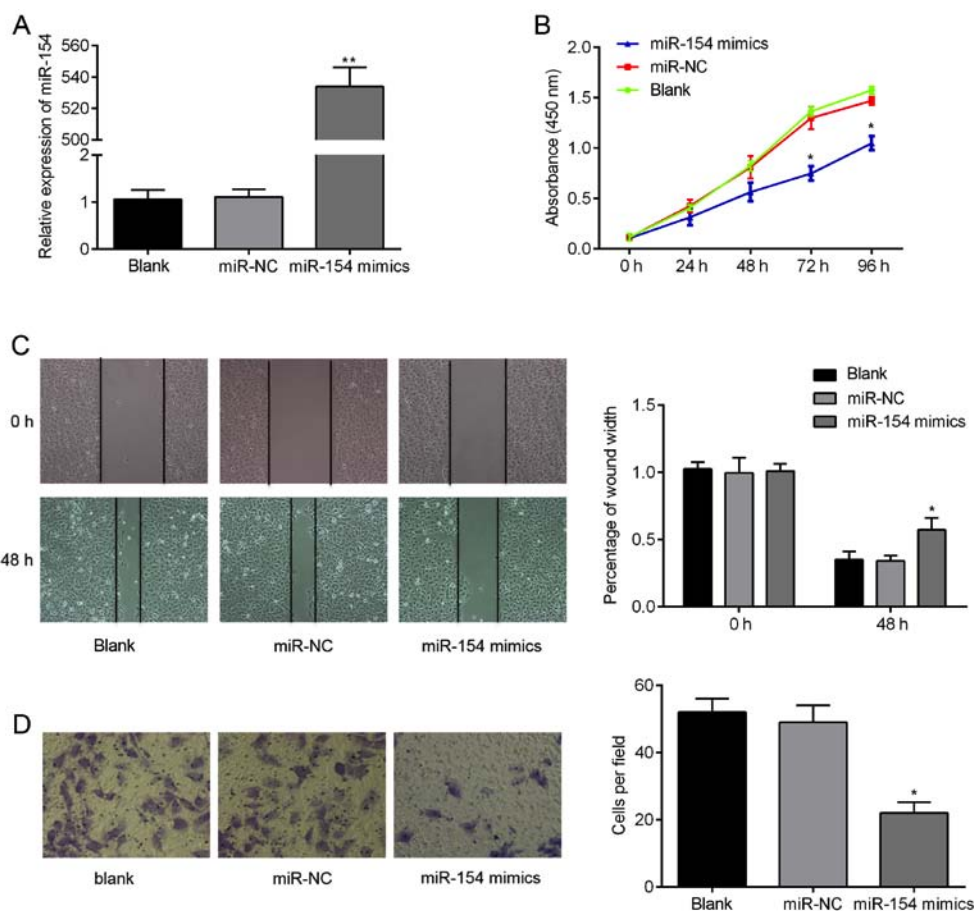 A
Relative expression of miR-154
560
540
520
500
2
1
0
**
Blank
miR-NC
miR-154 mimics
B
Absorbance (450 nm)
2.0
1.5
1.0
0.5
0.0
miR-154 mimics
miR-NC
Blank
*
*
0 h
24 h
48 h
72 h
96 h
C
0 h
48 h
Blank
miR-NC
miR-154 mimics
Percentage of wound width
1.5
1.0
0.5
0.0
Blank
miR-NC
miR-154 mimics
*
0 h
48 h
D
blank
miR-NC
miR-154 mimics
Cells per field
60
40
20
0
*
Blank
miR-NC
miR-154 mimics